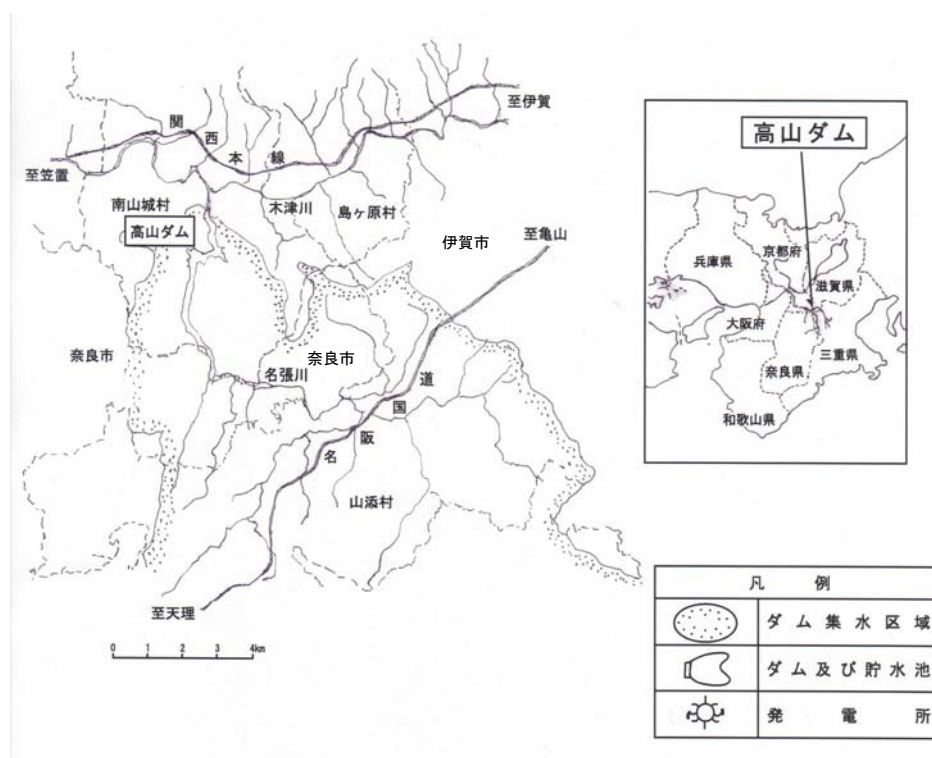 至伊賀
関西本線
至笠置
南山城村
木津川
島ヶ原村
高山ダム
伊賀市
至亀山
奈良市
奈良市
名張川
名阪国道
山添村
至天理
0 1 2 3 4km
高山ダム
兵庫県
京都府
滋賀県
大阪府
三重県
奈良県
和歌山県
凡例
ダム集水区域
ダム及び貯水池
発電所